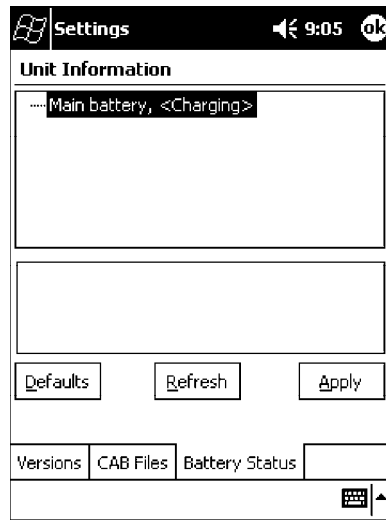 Settings 9:05 ok
Unit Information
Main battery, <Charging>
Defaults Refresh Apply
Versions CAB Files Battery Status